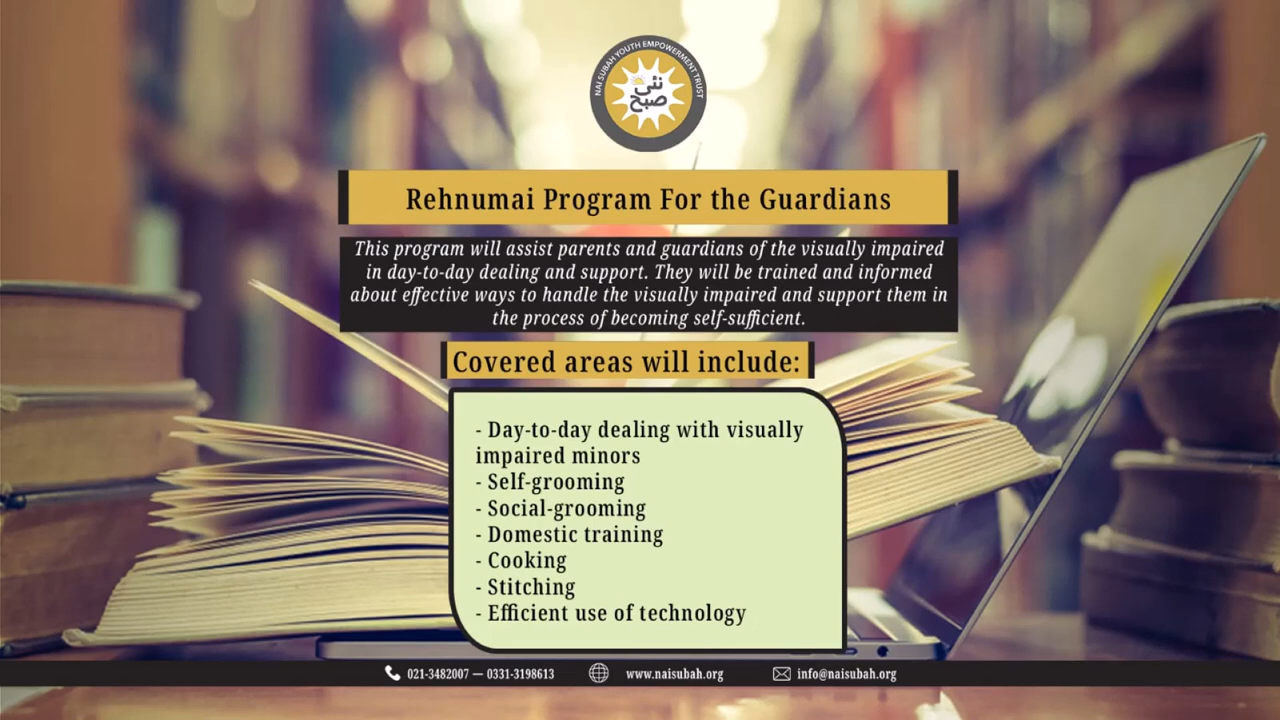 NAI SUBAH YOUTH EMPOWERMENT TRUST
نئی
صبح
Rehnumai Program For the Guardians
This program will assist parents and guardians of the visually impaired
in day-to-day dealing and support. They will be trained and informed
about effective ways to handle the visually impaired and support them in
the process of becoming self-sufficient.
Covered areas will include:
- Day-to-day dealing with visually
impaired minors
- Self-grooming
- Social-grooming
- Domestic training
- Cooking
- Stitching
- Efficient use of technology
021-3482007 — 0331-3198613 www.naisubah.org info@naisubah.org